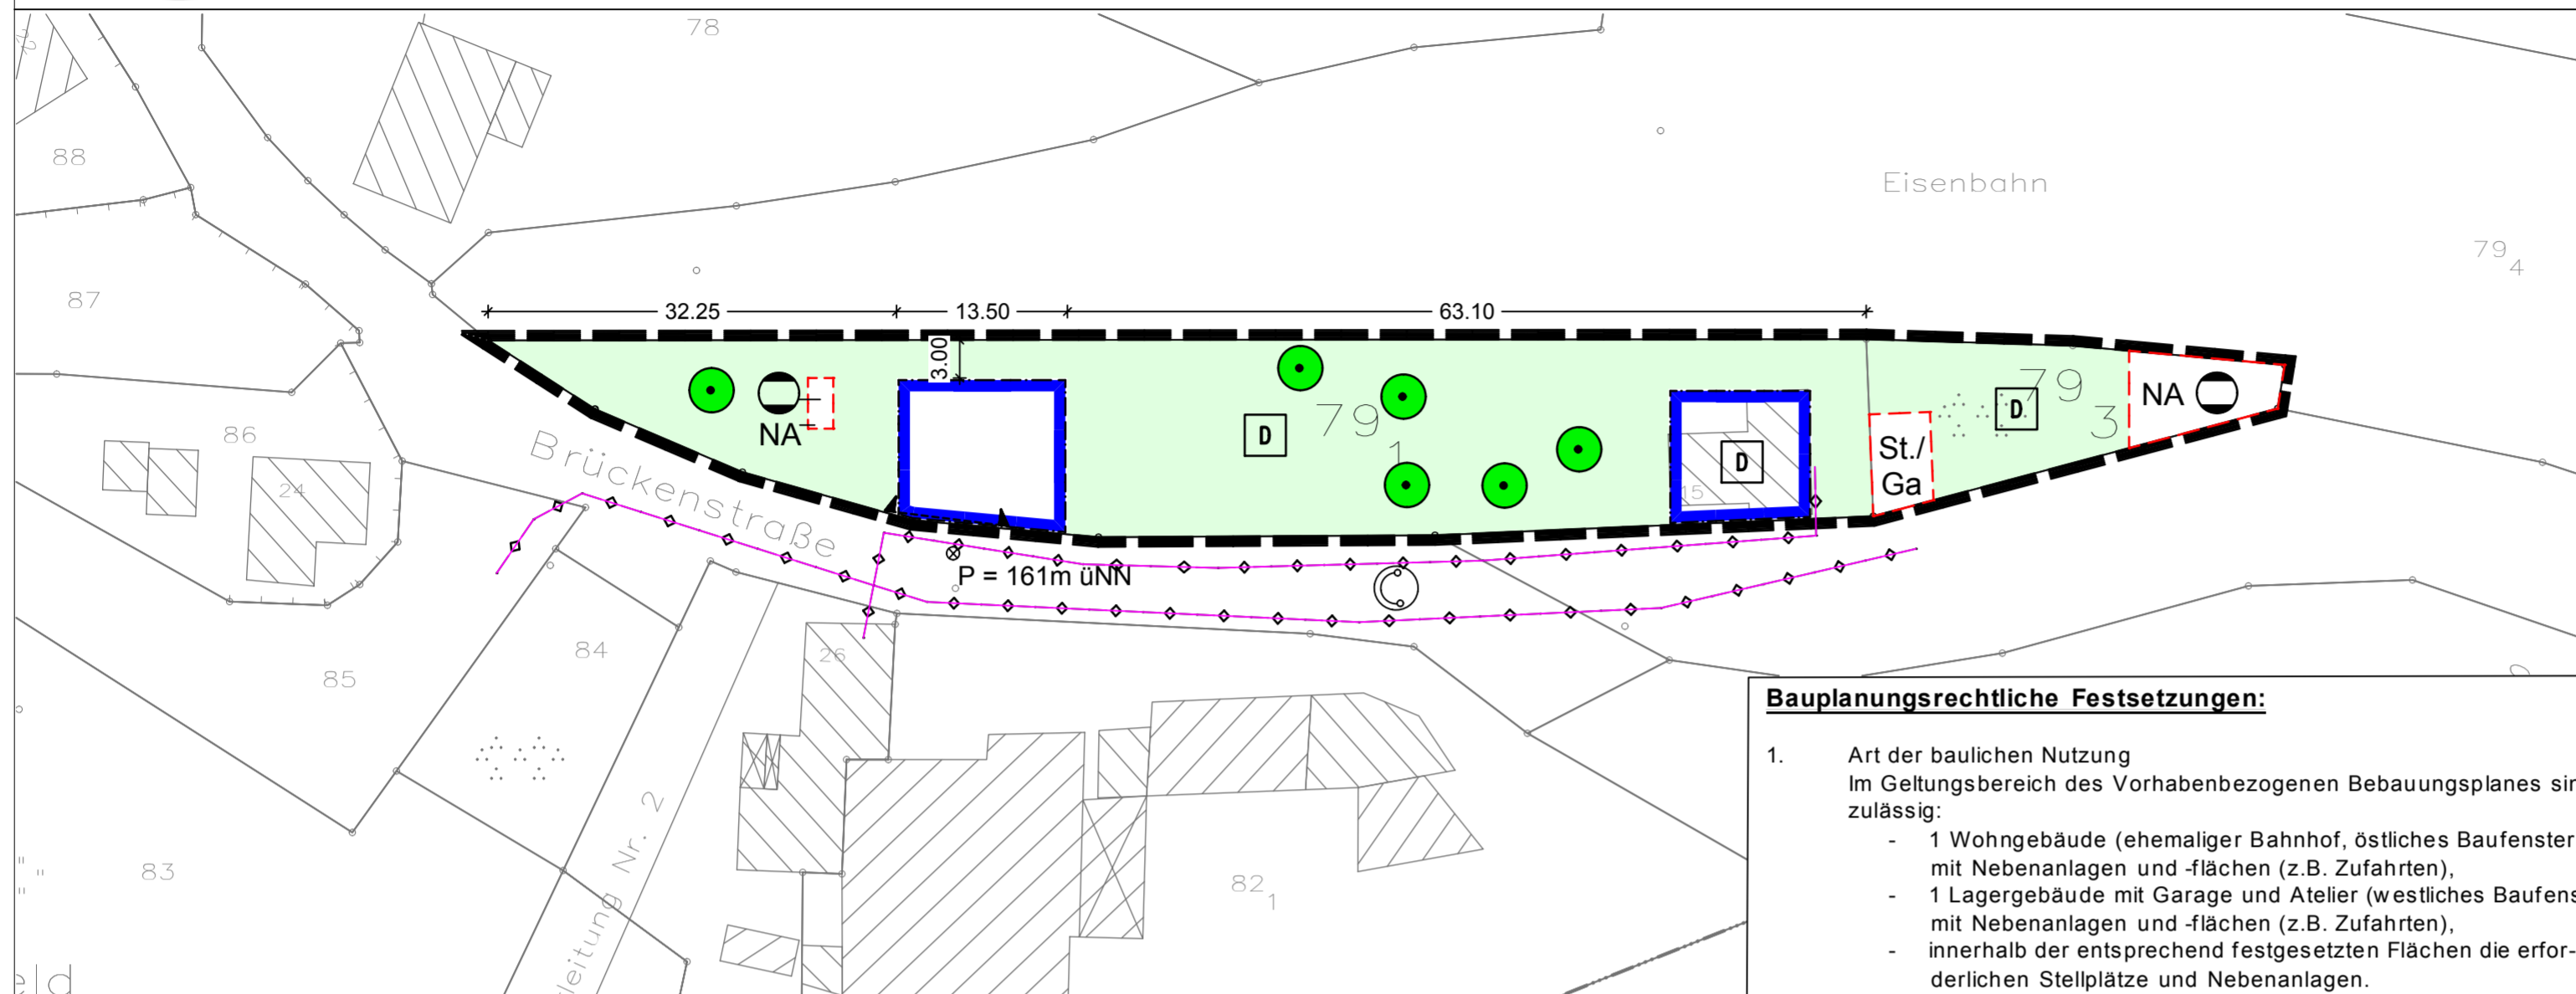 78
88
Eisenbahn
79
4
87
32.25
13.50
63.10
3.00
NA
D
79
1
D
15
St./
Ga
D
79
3
NA
86
24
Brückenstraße
P = 161m üNN
84
85
26
83
leitung Nr. 2
82
1
eld
Bauplanungsrechtliche Festsetzungen:
1. Art der baulichen Nutzung
Im Geltungsbereich des Vorhabenbezogenen Bebauungsplanes sin
zulässig:
- 1 Wohngebäude (ehemaliger Bahnhof, östliches Baufenster
mit Nebenanlagen und -flächen (z.B. Zufahrten),
- 1 Lagergebäude mit Garage und Atelier (westliches Baufens
mit Nebenanlagen und -flächen (z.B. Zufahrten),
- innerhalb der entsprechend festgesetzten Flächen die erfor-
derlichen Stellplätze und Nebenanlagen.